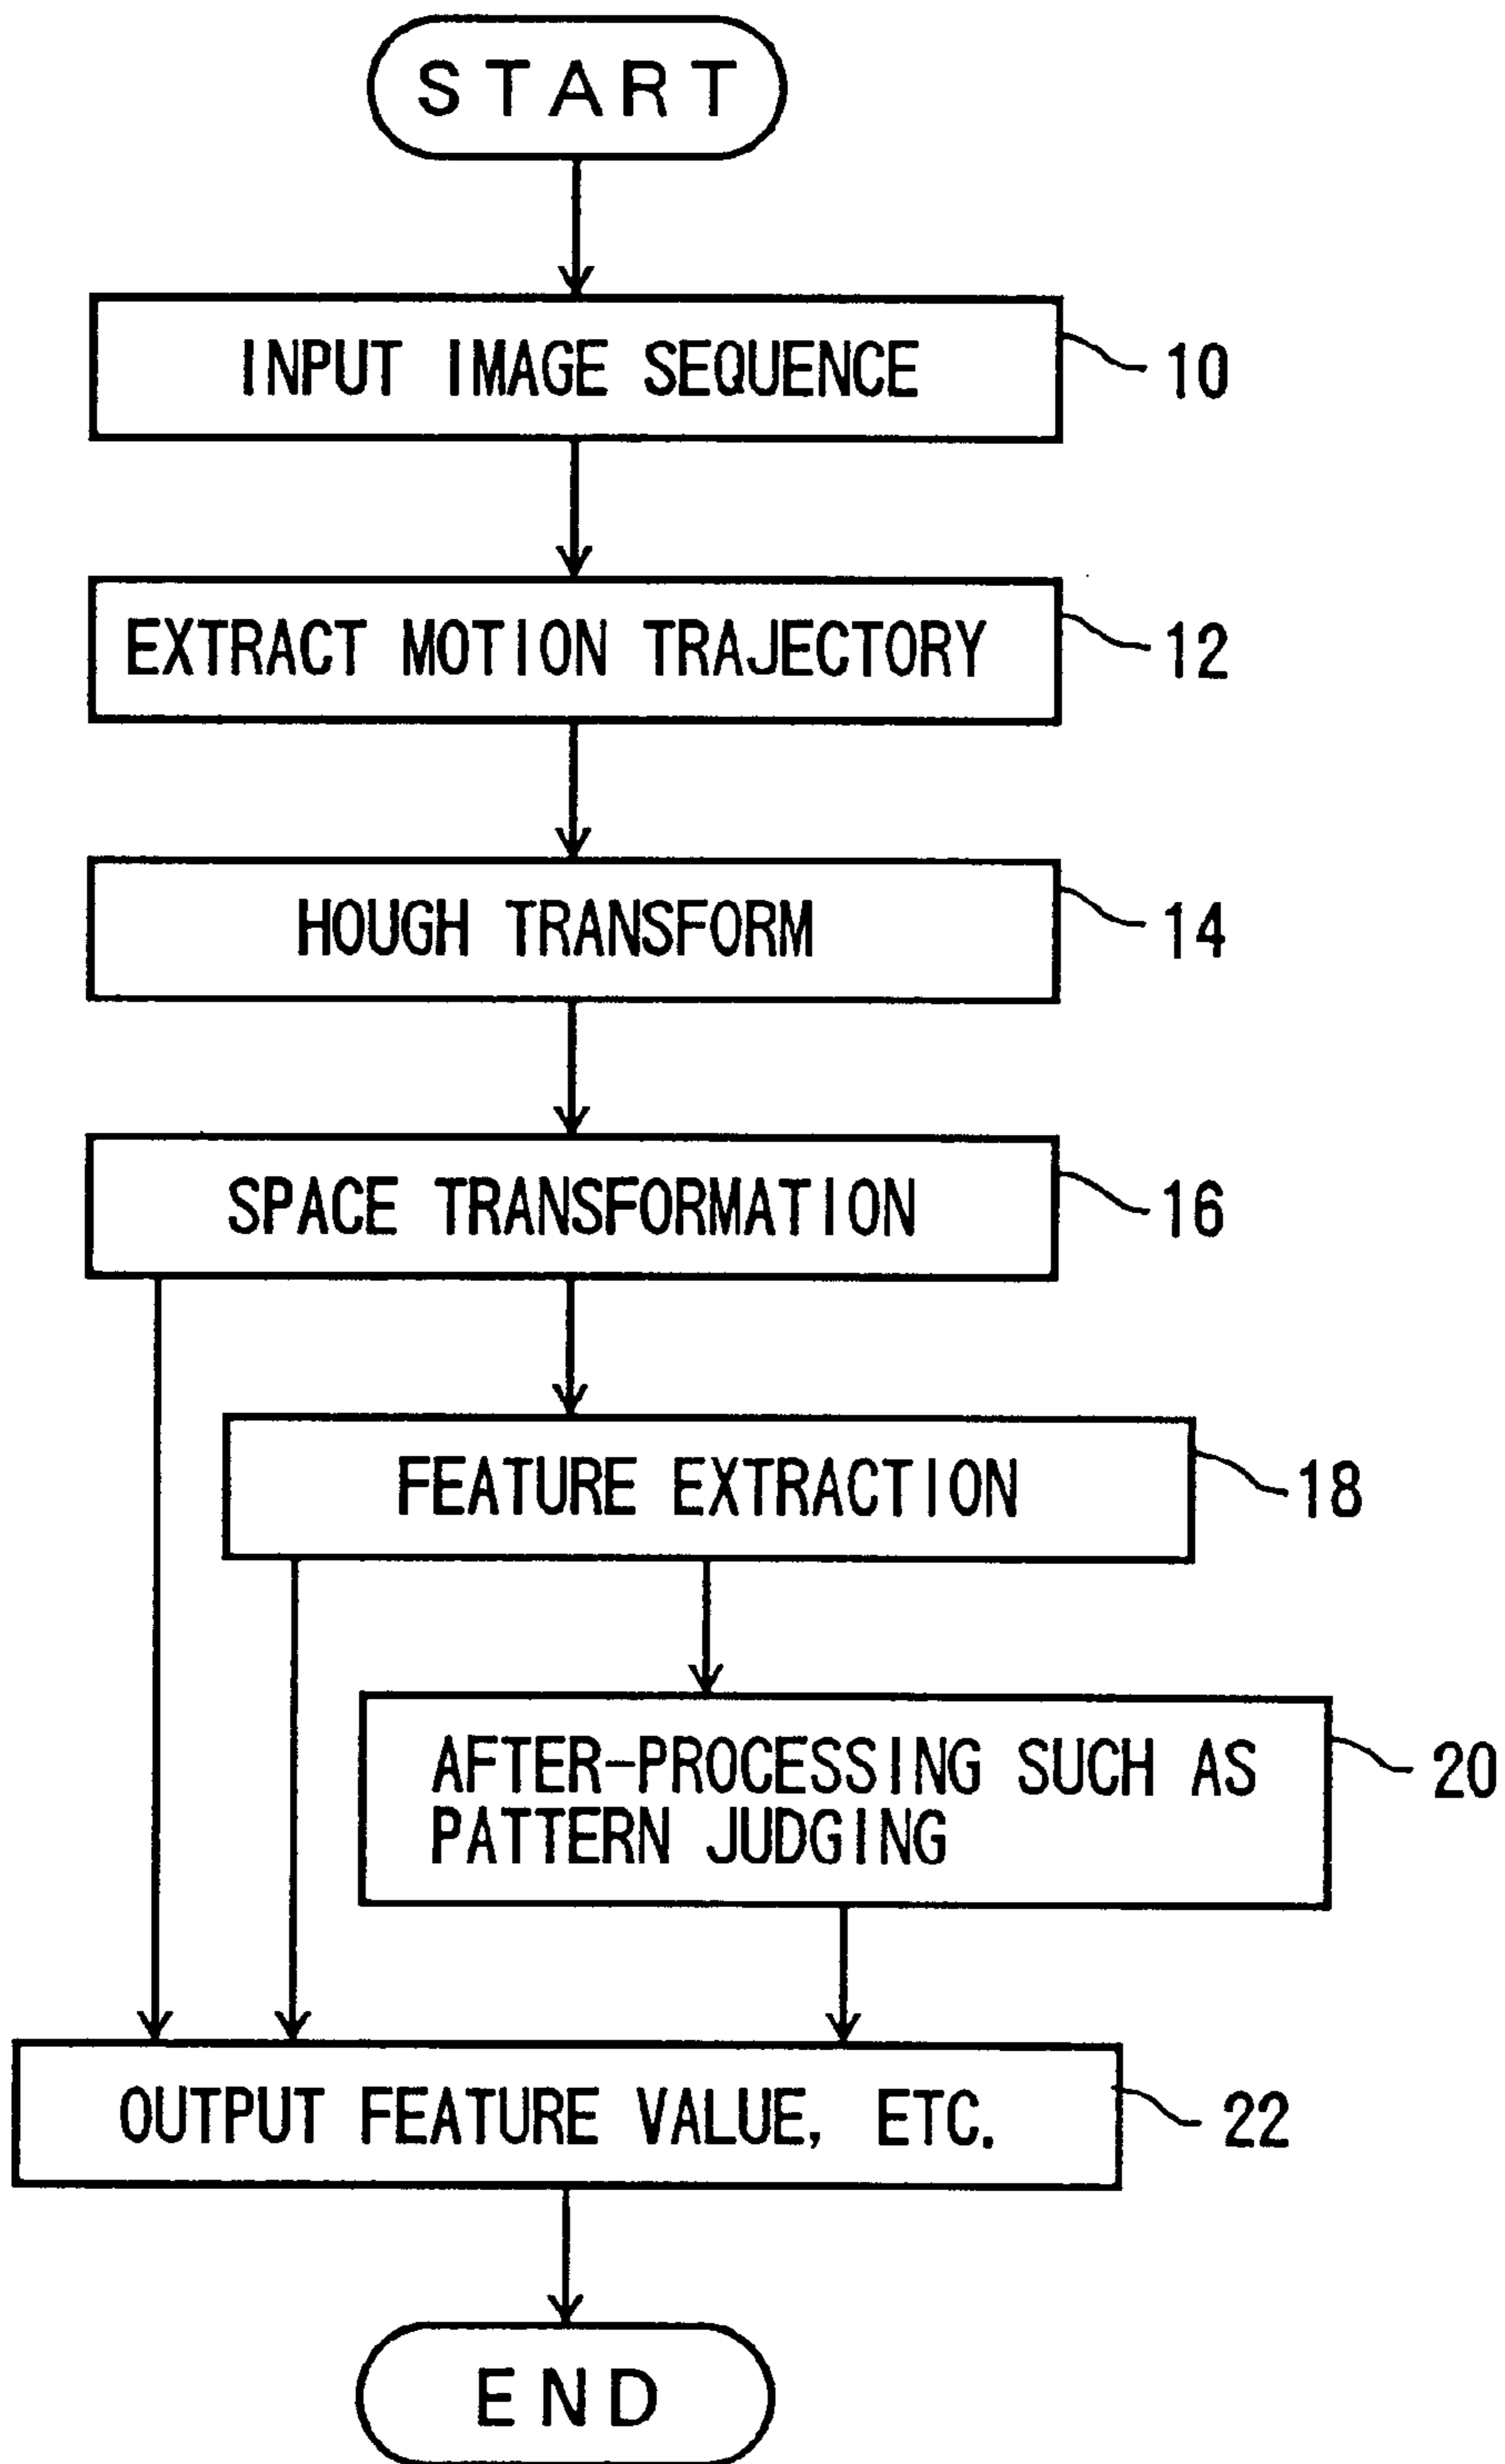 START
INPUT IMAGE SEQUENCE
10
EXTRACT MOTION TRAJECTORY
12
HOUGH TRANSFORM
14
SPACE TRANSFORMATION
16
FEATURE EXTRACTION
18
AFTER-PROCESSING SUCH AS
PATTERN JUDGING
20
OUTPUT FEATURE VALUE, ETC.
22
END